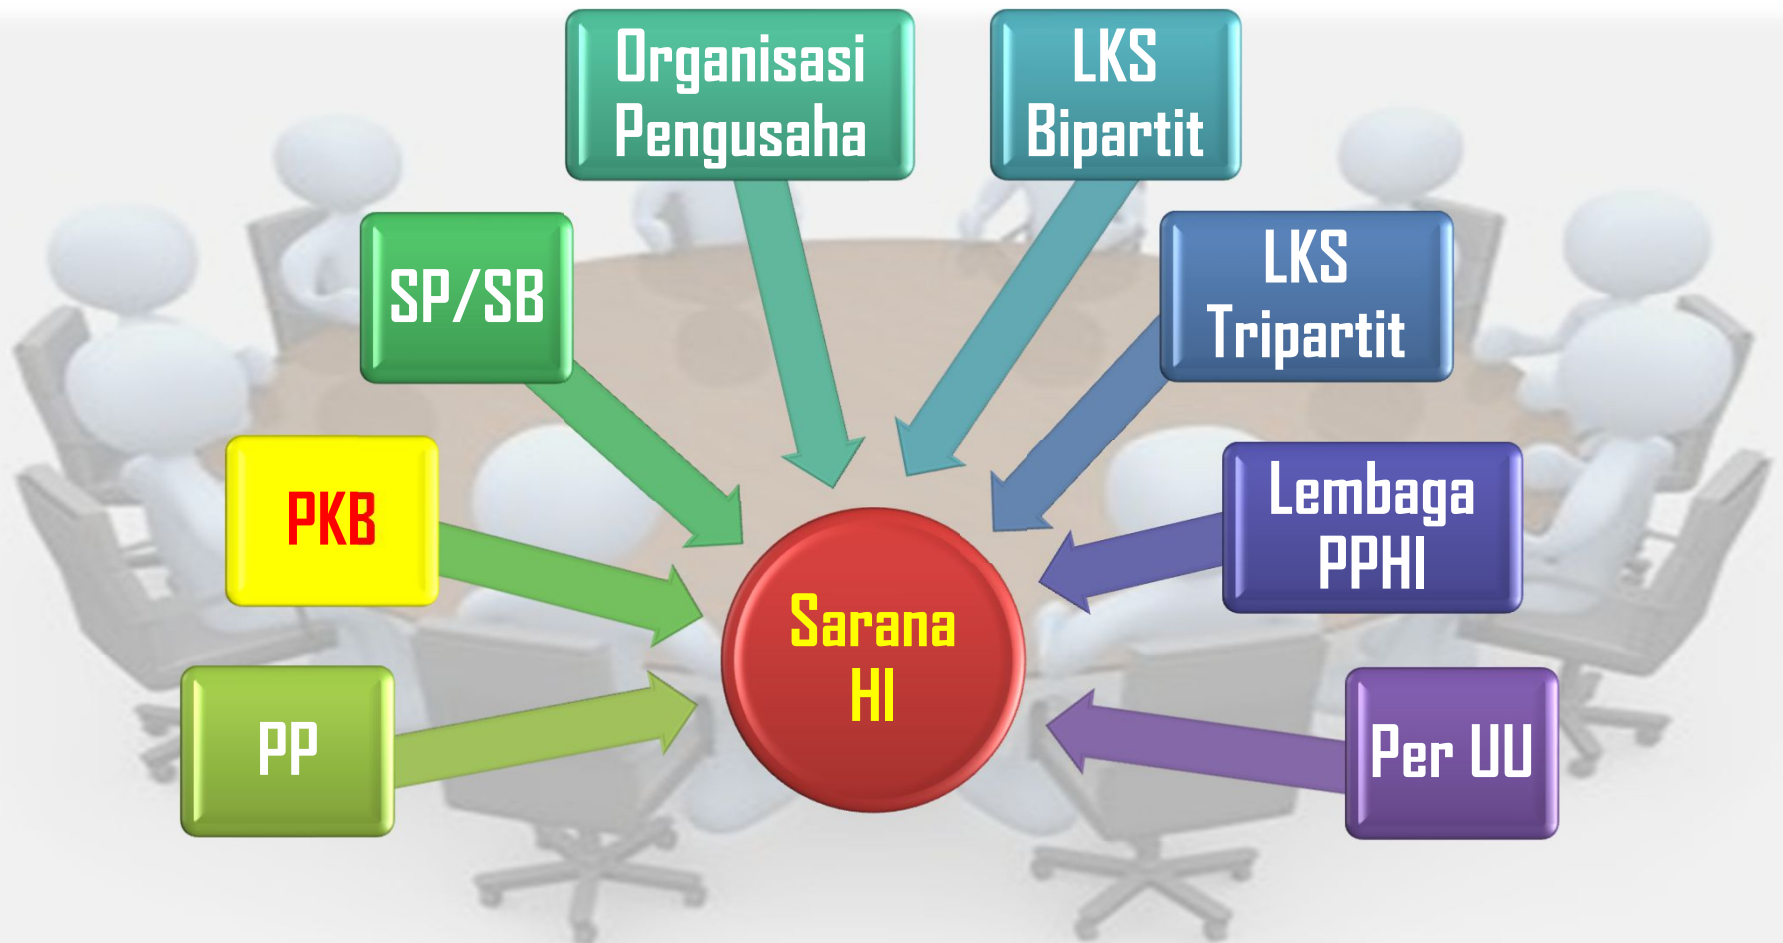 Organisasi
Pengusaha
LKS
Bipartit
SP/SB
LKS
Tripartit
PKB
Lembaga
PPHI
Sarana
HI
PP
Per UU